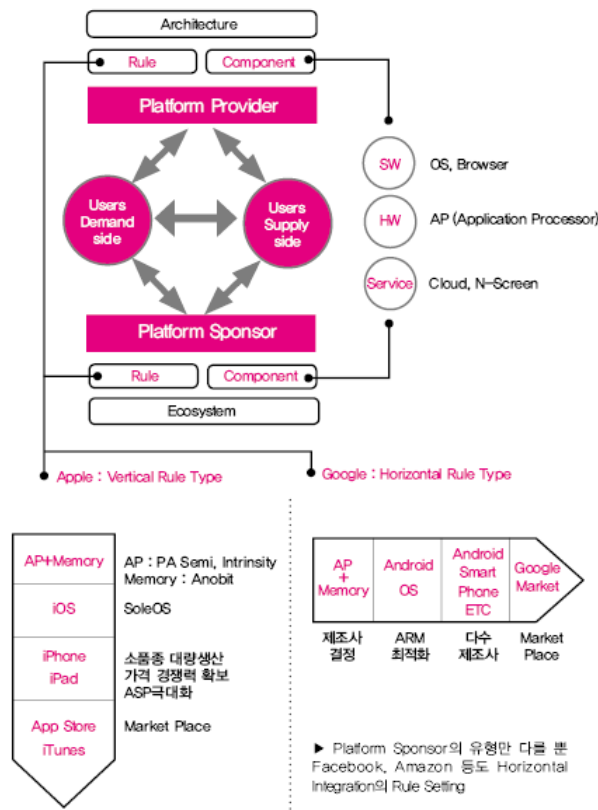 Architecture
Rule
Component
Platform Provider
Users
Demand
side
Users
Supply
side
SW
OS, Browser
HW
AP (Application Processor)
Service
Cloud, N-Screen
Platform Sponsor
Rule
Component
Ecosystem
Apple : Vertical Rule Type
Google : Horizontal Rule Type
AP+Memory
AP : PA Semi, Intrinsity
Memory : Anobit
iOS
SoleOS
iPhone
iPad
소품종 대량생산
가격 경쟁력 확보
ASP극대화
App Store
iTunes
Market Place
AP
+
Memory
Android
OS
Android
Smart
Phone
ETC
Google
Market
제조사
결정
ARM
최적화
다수
제조사
Market
Place
▶ Platform Sponsor의 유형만 다를 뿐
Facebook, Amazon 등도 Horizontal
Integration의 Rule Setting